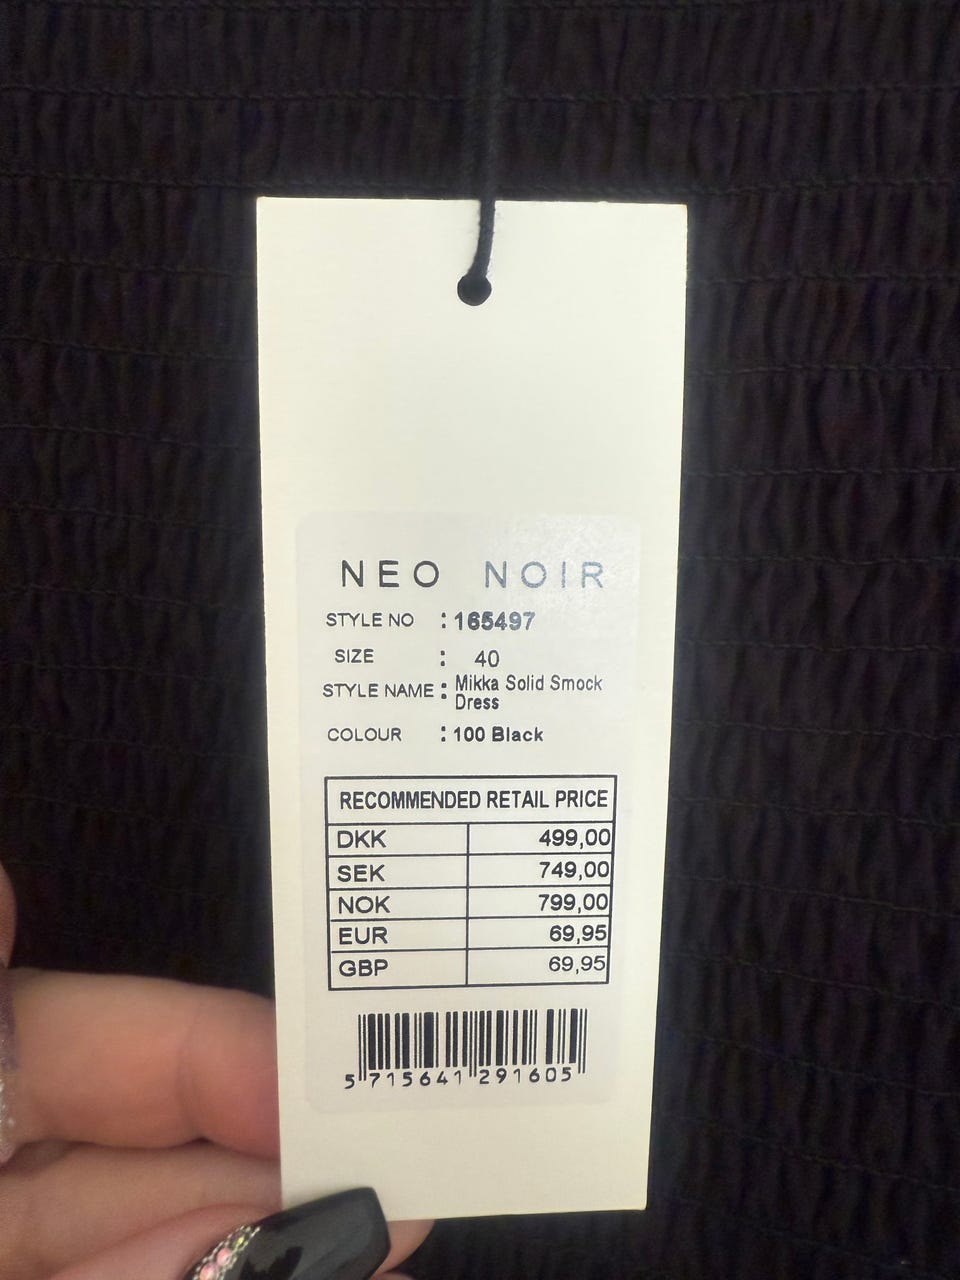 NEO NOIR
STYLE NO : 165497
SIZE : 40
STYLE NAME : Mikka Solid Smock
Dress
COLOUR : 100 Black
RECOMMENDED RETAIL PRICE
DKK 499,00
SEK 749,00
NOK 799,00
EUR 69,95
GBP 69,95
5 715641 291605